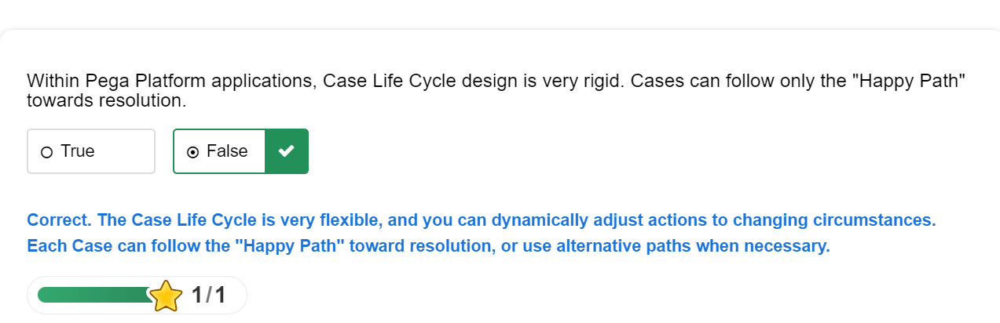 Within Pega Platform applications, Case Life Cycle design is very rigid. Cases can follow only the "Happy Path"
towards resolution.
True
False
Correct. The Case Life Cycle is very flexible, and you can dynamically adjust actions to changing circumstances.
Each Case can follow the "Happy Path" toward resolution, or use alternative paths when necessary.
1/1